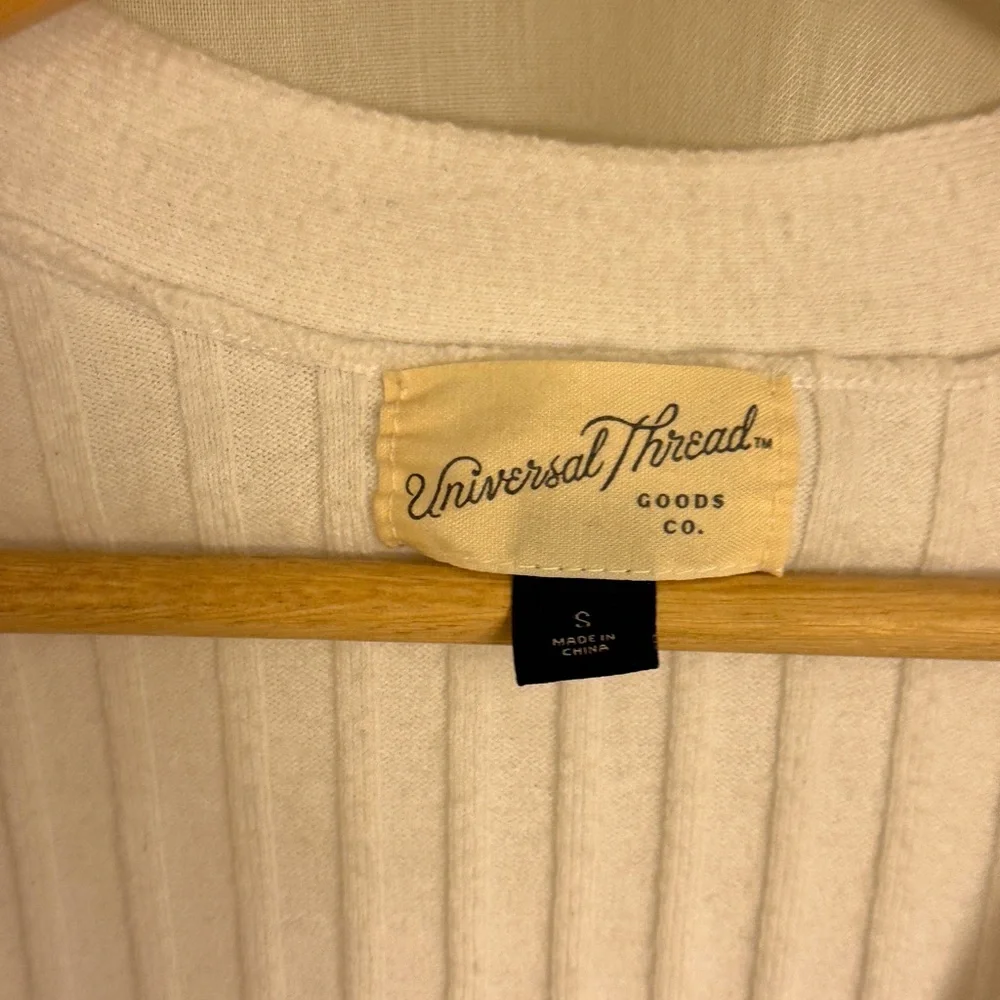 Universal Thread™
GOODS
CO.
S
MADE IN
CHINA